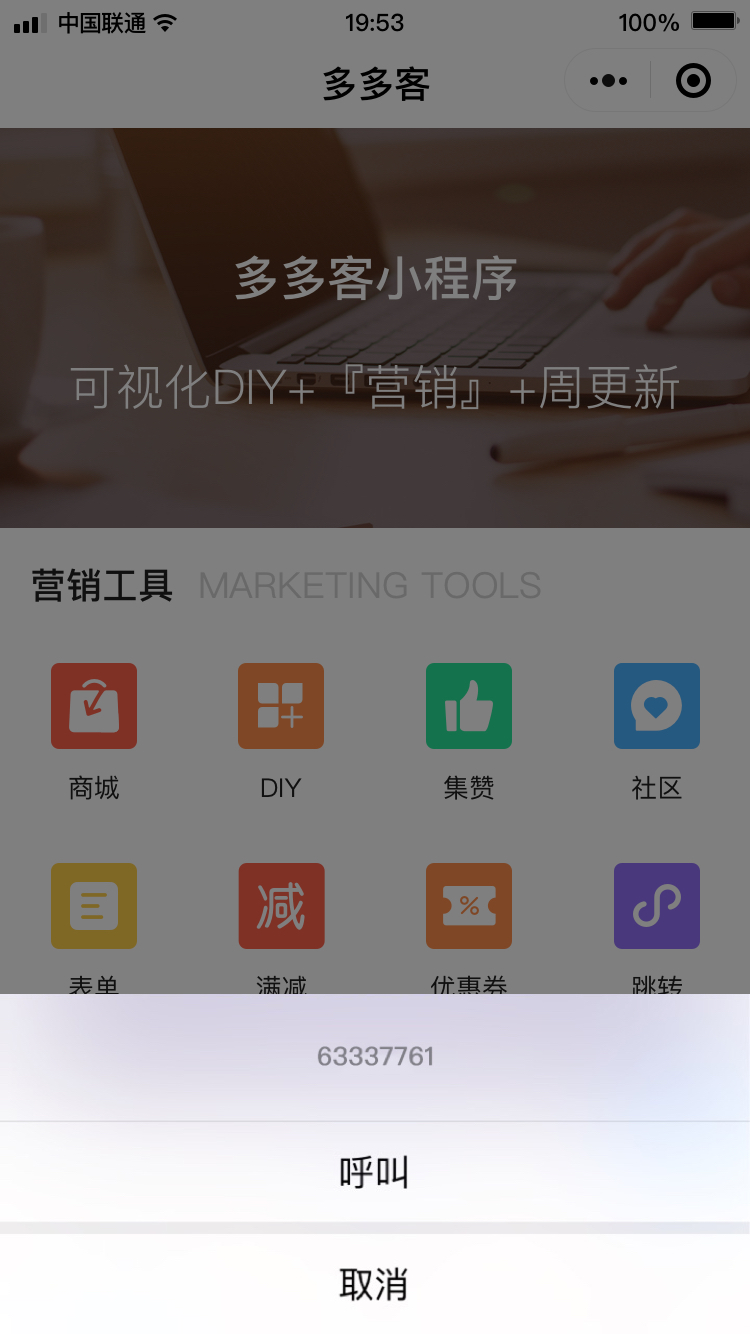 中国联通 19:53 100%
多多客
多多客小程序
可视化DIY+『营销』+周更新
营销工具 MARKETING TOOLS
商城 DIY 集赞 社区
减 %
表单 满减 优惠券 跳转
63337761
呼叫
取消